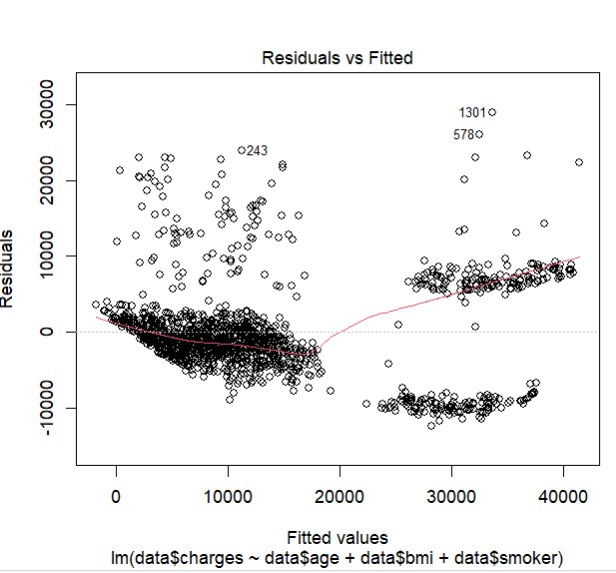 Residuals vs Fitted
30000
20000
10000
0
-10000
Residuals
1301
578
243
0 10000 20000 30000 40000
Fitted values
lm(data$charges ~ data$age + data$bmi + data$smoker)